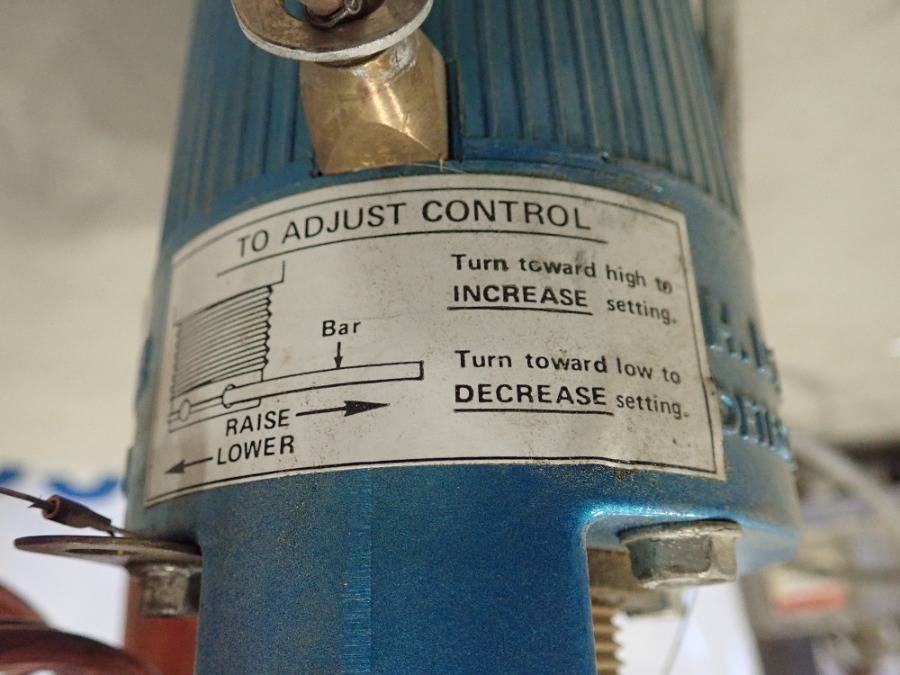 TO ADJUST CONTROL
Turn toward high to
INCREASE setting.
Bar
Turn toward low to
DECREASE setting.
RAISE
LOWER